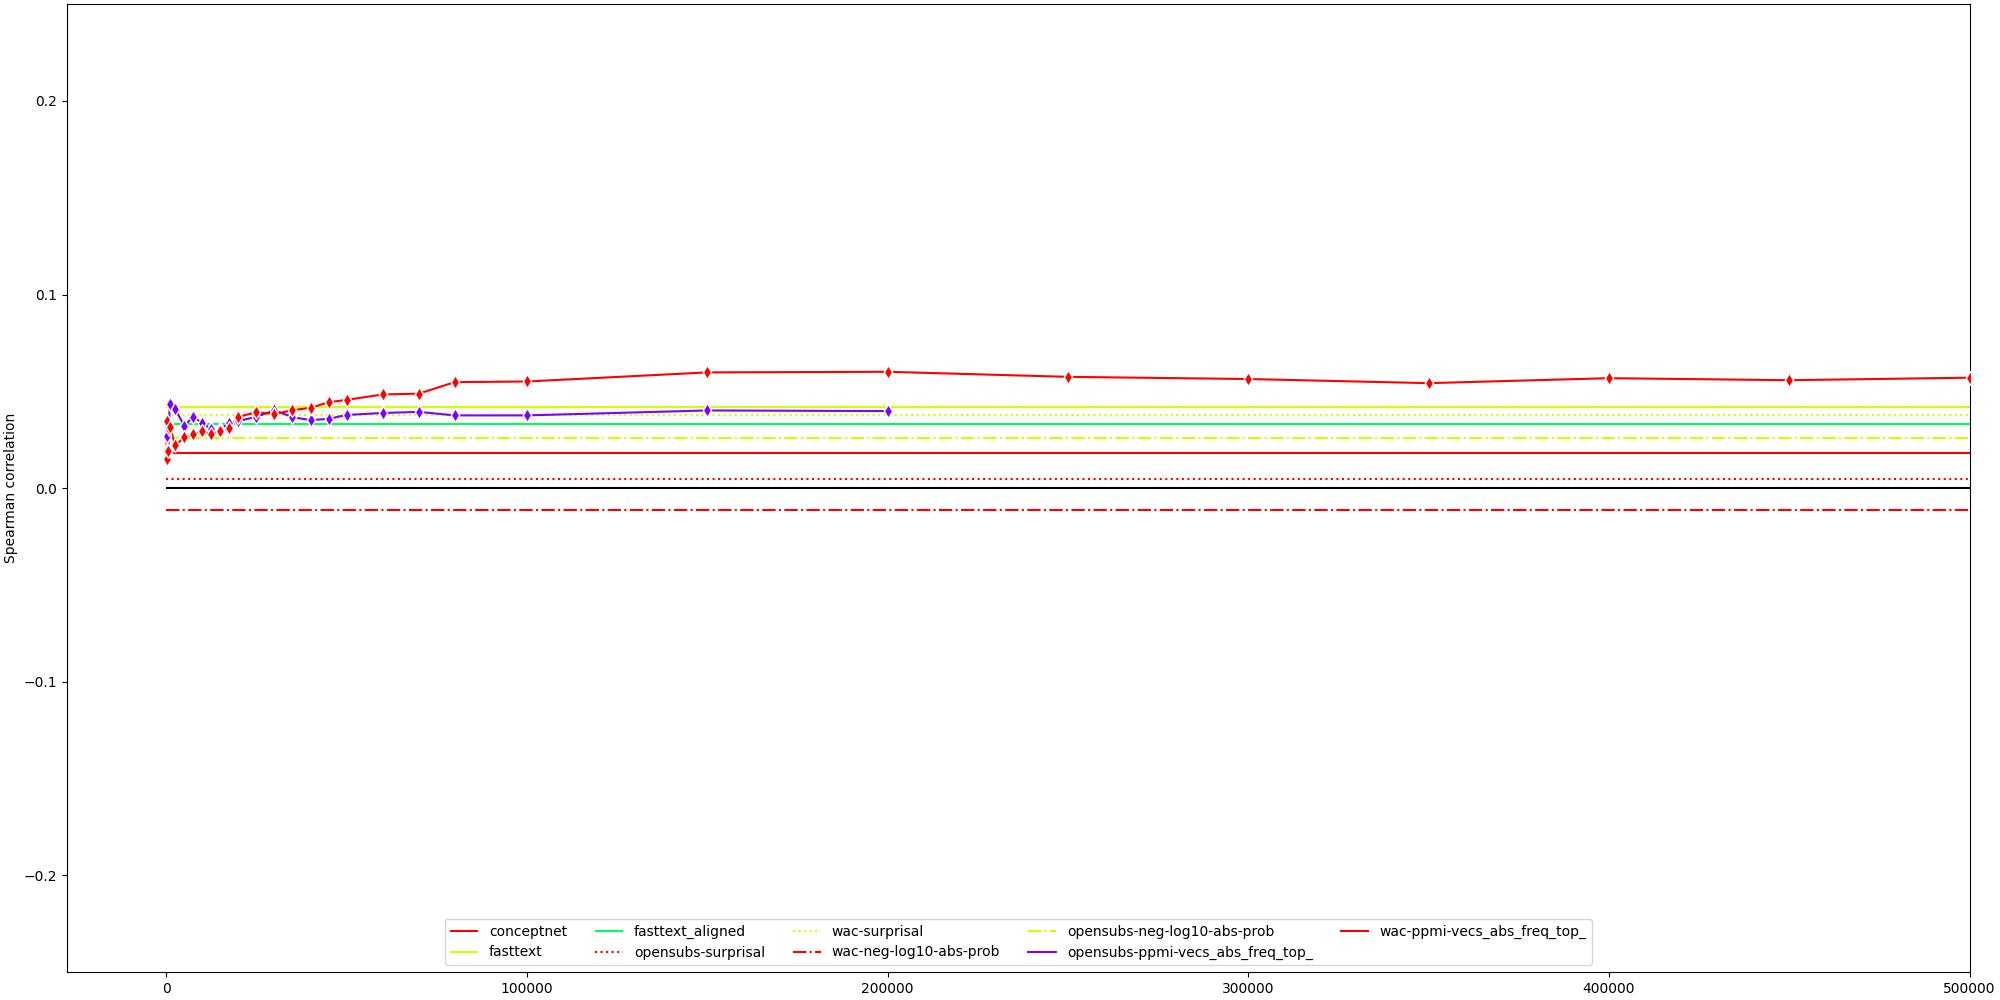 0.2
0.1
0.0
−0.1
−0.2
Spearman correlation
conceptnet
fasttext
fasttext_aligned
opensubs-surprisal
wac-surprisal
wac-neg-log10-abs-prob
opensubs-neg-log10-abs-prob
opensubs-ppmi-vecs_abs_freq_top_
wac-ppmi-vecs_abs_freq_top_
0 100000 200000 300000 400000 500000